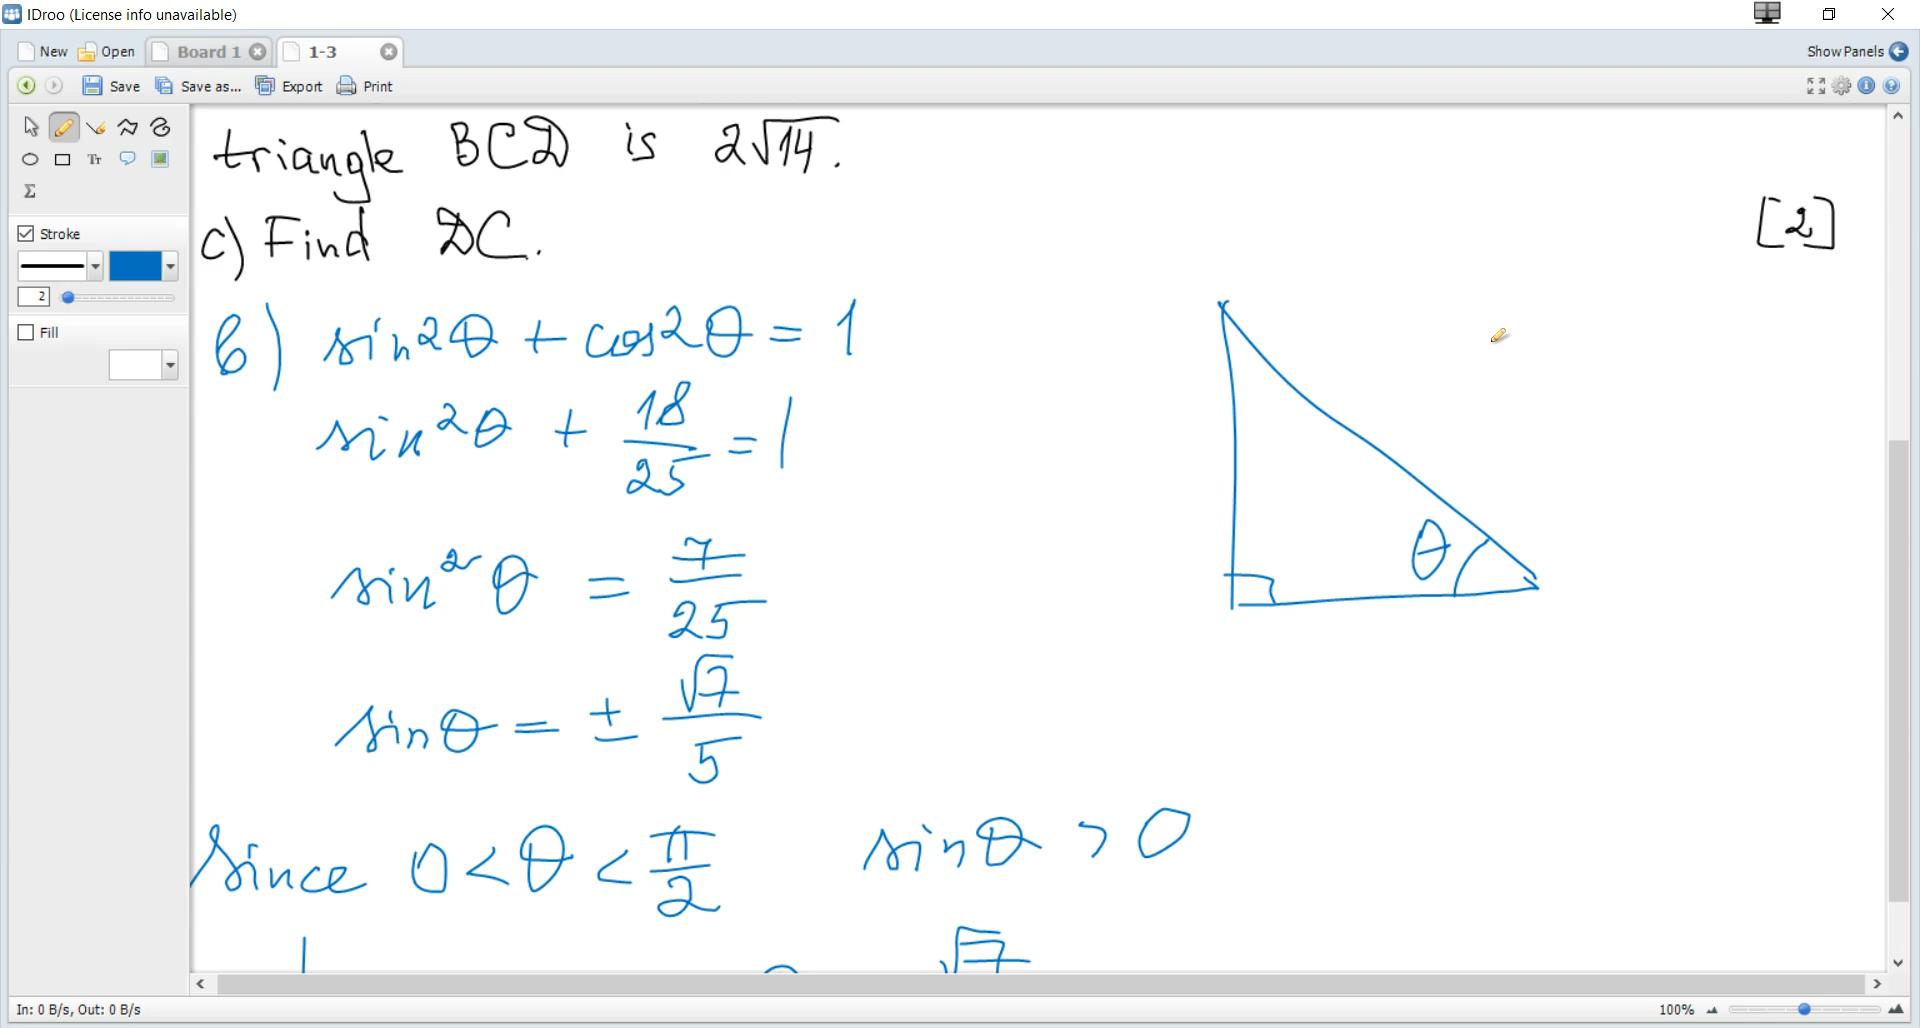 IDroo (License info unavailable)
New Open Board 1 1-3 Show Panels
Save Save as... Export Print
Tt
Σ
Stroke
2
Fill
triangle BCD is 2√14.
c) Find DC. [2]
b) sin²θ + cos²θ = 1
sin²θ + 18/25 = 1
sin²θ = 7/25
sinθ = ± √7/5
since 0 < θ < π/2 sinθ > 0
√7
θ
In: 0 B/s, Out: 0 B/s 100%